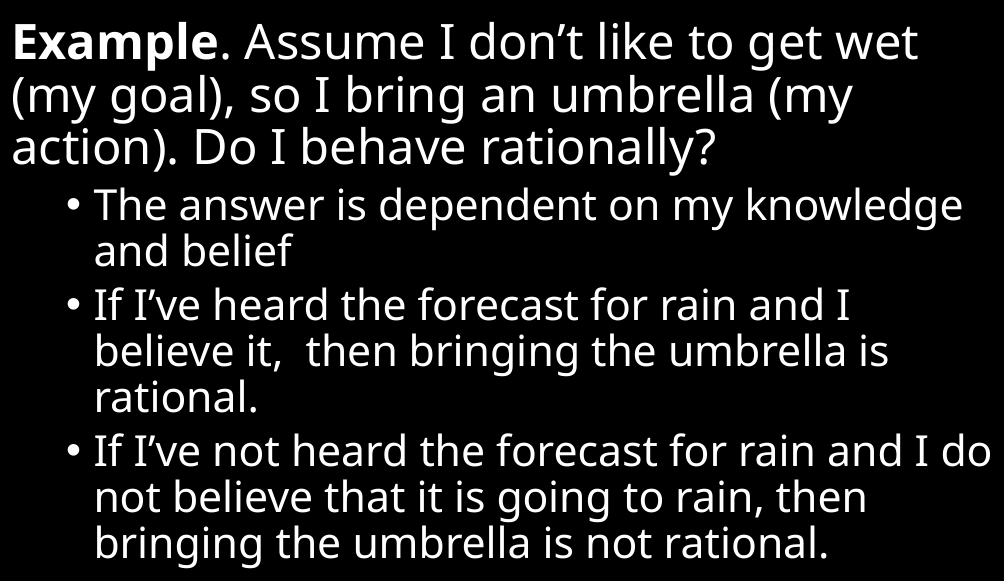 Example. Assume I don’t like to get wet
(my goal), so I bring an umbrella (my
action). Do I behave rationally?
• The answer is dependent on my knowledge
and belief
• If I’ve heard the forecast for rain and I
believe it,  then bringing the umbrella is
rational.
• If I’ve not heard the forecast for rain and I do
not believe that it is going to rain, then
bringing the umbrella is not rational.